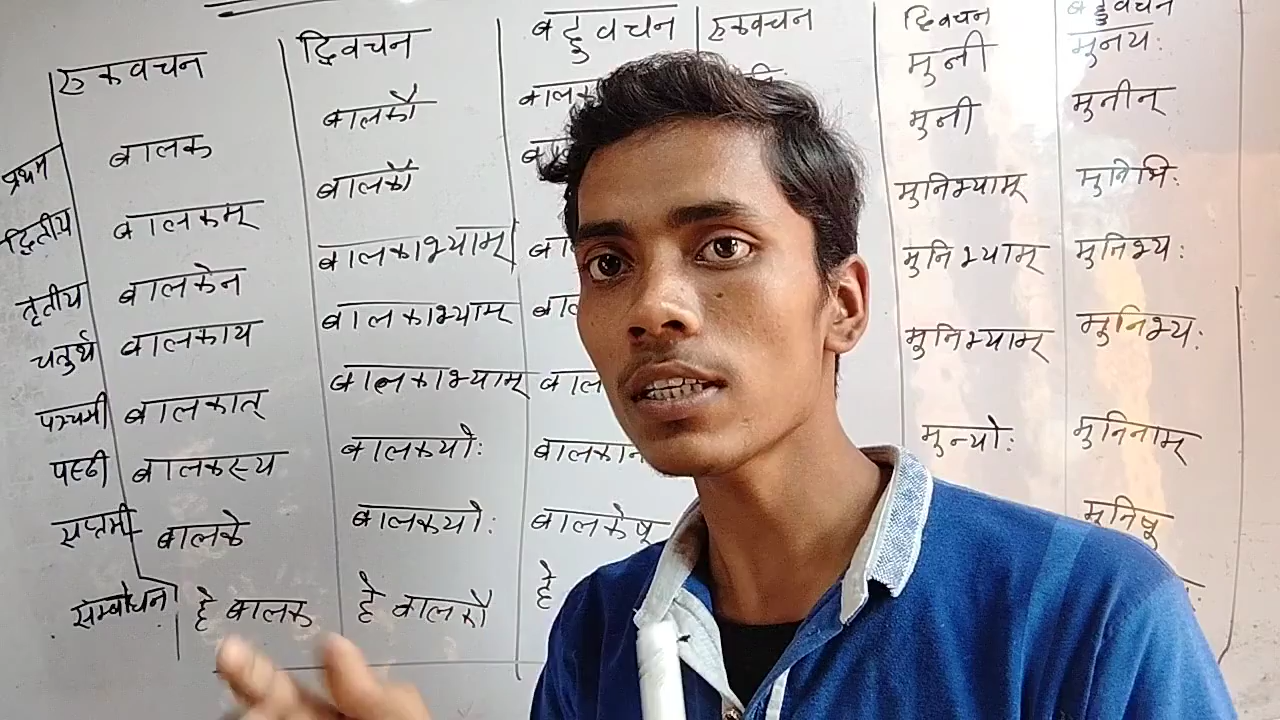 एकवचन द्विवचन बहुवचन एकवचन द्विवचन बहुवचन
प्रथम बालक बालकौ मुनी मुनयः
द्वितीय बालकम् बालकौ मुनी मुनीन्
तृतीय बालकेन बालकाभ्याम् मुनिभ्याम् मुनिभिः
चतुर्थ बालकाय बालकाभ्याम् मुनिभ्याम् मुनिभ्यः
पञ्चमी बालकात् बालकाभ्याम् मुनिभ्याम् मुनिभ्यः
बालकस्य बालकयोः मुन्योः मुनिनाम्
सप्तमी बालके बालकयोः बालकेषु मुनिषु
सम्बोधन हे बालक हे बालकौ हे